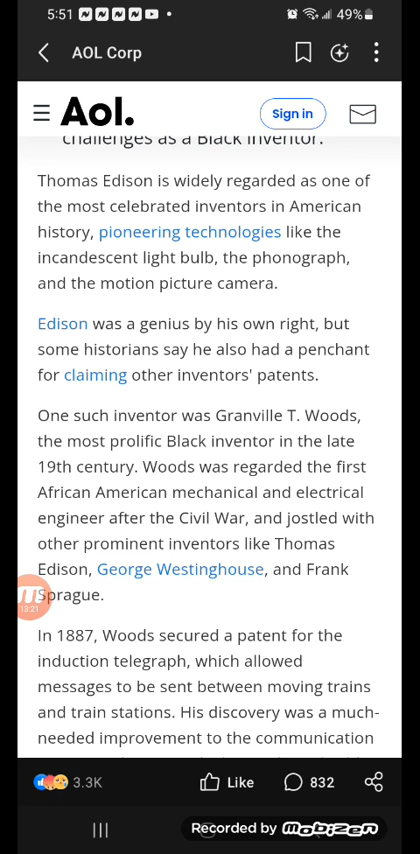 5:51 49%
AOL Corp
Aol. Sign in
challenges as a Black inventor.
Thomas Edison is widely regarded as one of
the most celebrated inventors in American
history, pioneering technologies like the
incandescent light bulb, the phonograph,
and the motion picture camera.
Edison was a genius by his own right, but
some historians say he also had a penchant
for claiming other inventors' patents.
One such inventor was Granville T. Woods,
the most prolific Black inventor in the late
19th century. Woods was regarded the first
African American mechanical and electrical
engineer after the Civil War, and jostled with
other prominent inventors like Thomas
Edison, George Westinghouse, and Frank
Sprague.
13:21
In 1887, Woods secured a patent for the
induction telegraph, which allowed
messages to be sent between moving trains
and train stations. His discovery was a much-
needed improvement to the communication
3.3K Like 832
Recorded by mobizen